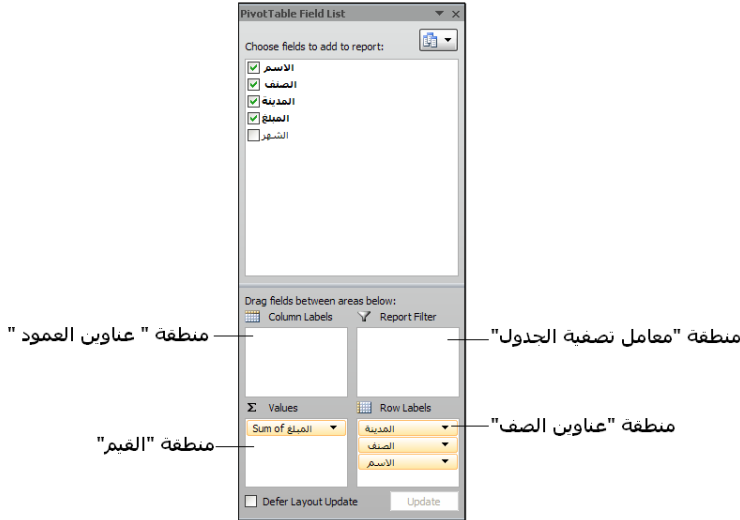 PivotTable Field List
Choose fields to add to report:
الاسم
الصنف
المدينة
المبلغ
الشهر
Drag fields between areas below:
Column Labels
Report Filter
منطقة " عناوين العمود "
منطقة "معامل تصفية الجدول"
Σ Values
Row Labels
Sum of المبلغ
المدينة
الصنف
الاسم
منطقة "القيم"
منطقة "عناوين الصف"
Defer Layout Update
Update